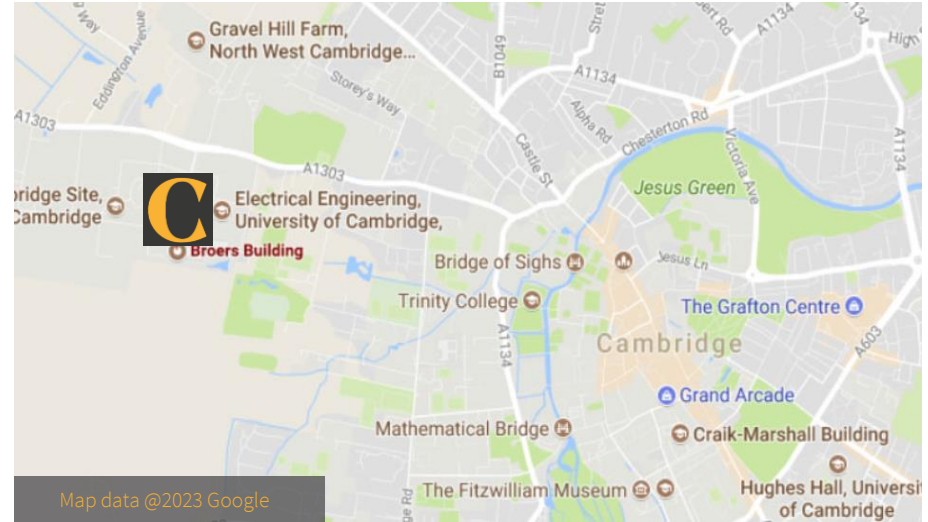 Gravel Hill Farm,
North West Cambridge...
Eddington Avenue
Storey's Way
B1049
A1134
A1134
High
A1303
A1303
Alpha Rd
Chesterton Rd
Castle St
Victoria Ave
A1134
bridge Site,
Cambridge
C
Electrical Engineering,
University of Cambridge,
Broers Building
Jesus Green
Bridge of Sighs
Jesus Ln
Trinity College
The Grafton Centre
A1134
Cambridge
A603
Grand Arcade
Mathematical Bridge
Craik-Marshall Building
The Fitzwilliam Museum
Hughes Hall, Universi
of Cambridge
Map data @2023 Google